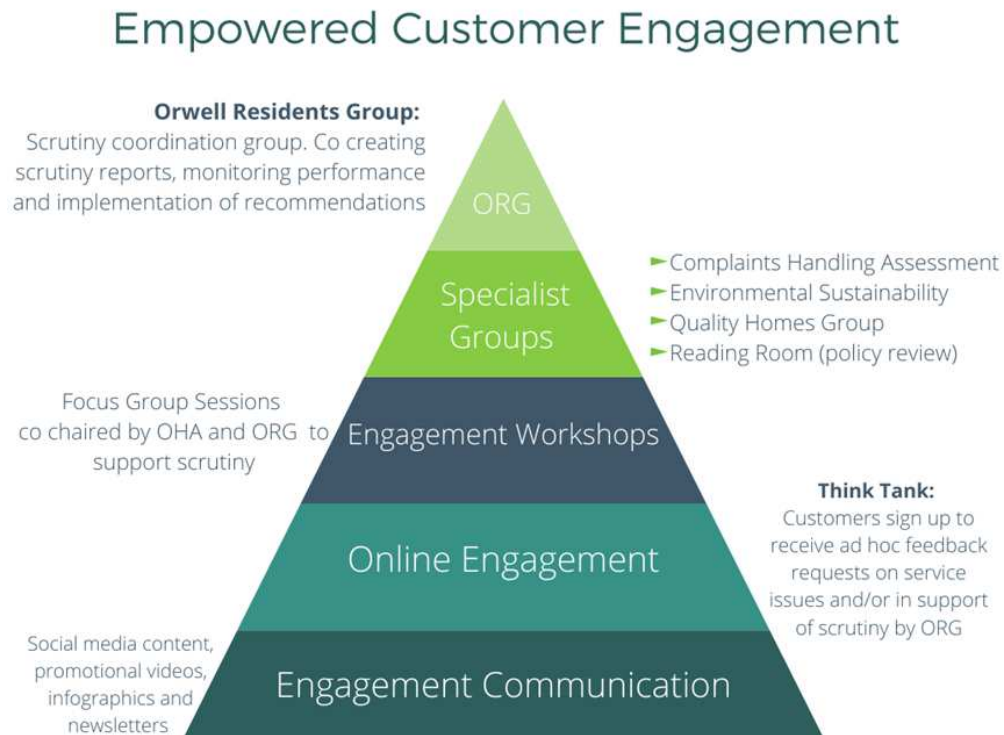 Empowered Customer Engagement
Orwell Residents Group:
Scrutiny coordination group. Co creating
scrutiny reports, monitoring performance
and implementation of recommendations
ORG
Specialist
Groups
►Complaints Handling Assessment
►Environmental Sustainability
►Quality Homes Group
►Reading Room (policy review)
Focus Group Sessions
co chaired by OHA and ORG to
support scrutiny
Engagement Workshops
Online Engagement
Think Tank:
Customers sign up to
receive ad hoc feedback
requests on service
issues and/or in support
of scrutiny by ORG
Social media content,
promotional videos,
infographics and
newsletters
Engagement Communication